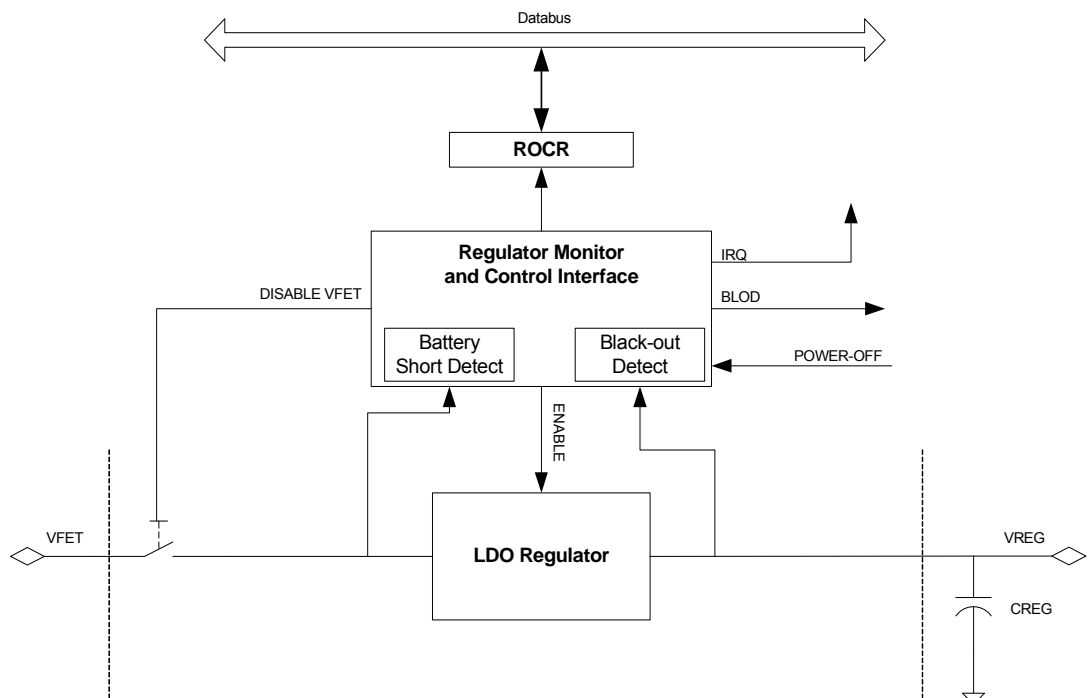 Databus
ROCR
Regulator Monitor
and Control Interface
IRQ
DISABLE VFET
BLOD
Battery
Short Detect
Black-out
Detect
POWER-OFF
ENABLE
VFET
LDO Regulator
VREG
CREG